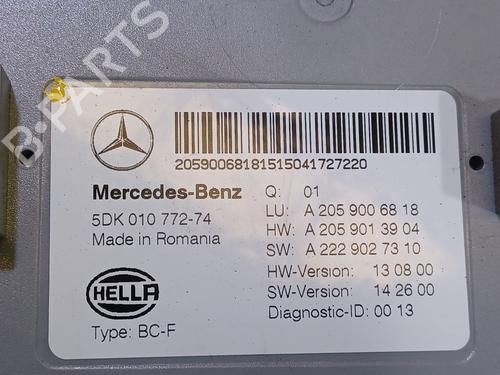 B-PARTS
20590068181515041727220
Mercedes-Benz
Q: 01
5DK 010 772-74
LU: A 205 900 68 18
Made in Romania
HW: A 205 901 39 04
SW: A 222 902 73 10
HELLA
HW-Version: 13 08 00
SW-Version: 14 26 00
Type: BC-F
Diagnostic-ID: 00 13